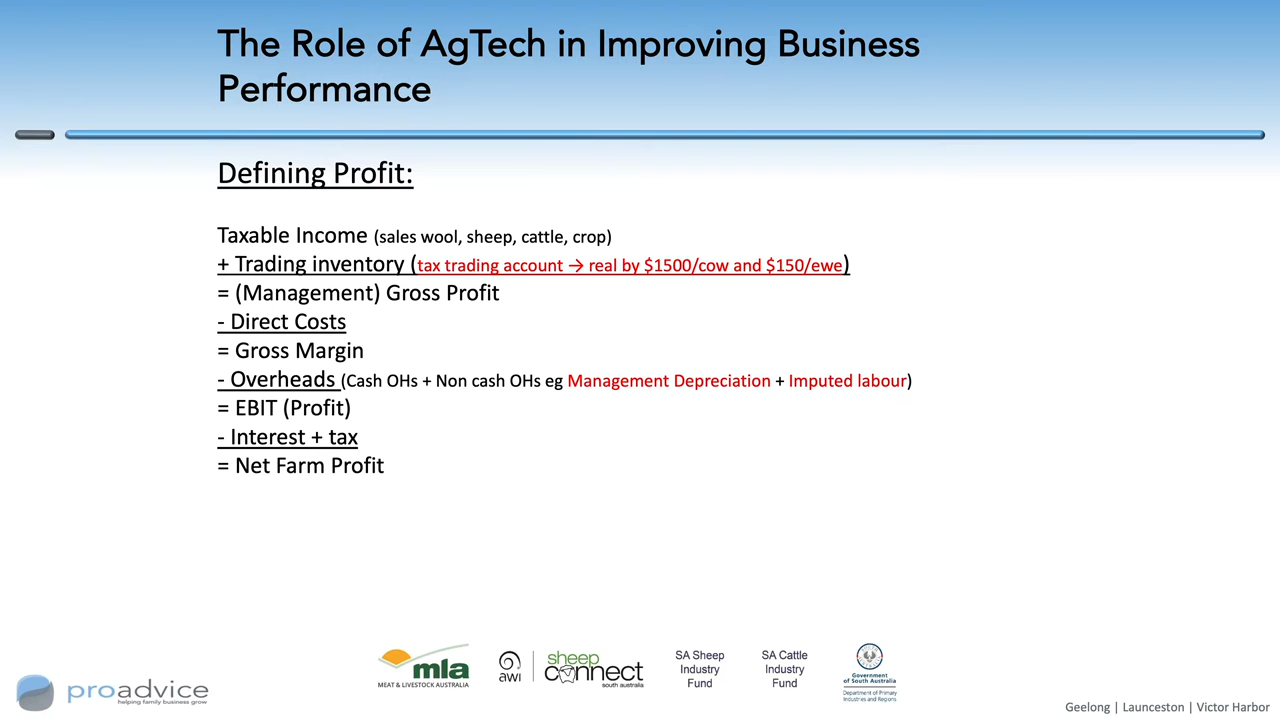 The Role of AgTech in Improving Business
Performance
Defining Profit:
Taxable Income (sales wool, sheep, cattle, crop)
+ Trading inventory (tax trading account → real by $1500/cow and $150/ewe)
= (Management) Gross Profit
- Direct Costs
= Gross Margin
- Overheads (Cash OHs + Non cash OHs eg Management Depreciation + Imputed labour)
= EBIT (Profit)
- Interest + tax
= Net Farm Profit
proadvice
helping family business grow
mla
MEAT & LIVESTOCK AUSTRALIA
awi
sheep
connect
south australia
SA Sheep
Industry
Fund
SA Cattle
Industry
Fund
Government
of South Australia
Department of Primary
Industries and Regions
Geelong | Launceston | Victor Harbor